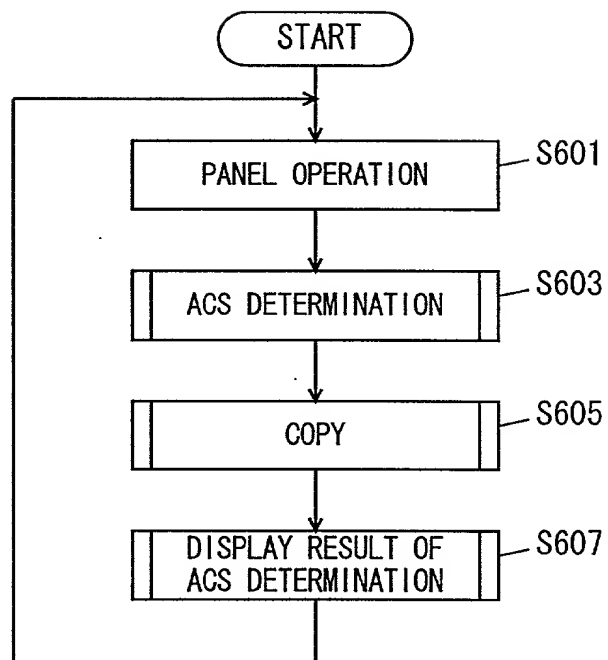 START
PANEL OPERATION
S601
ACS DETERMINATION
S603
COPY
S605
DISPLAY RESULT OF
ACS DETERMINATION
S607